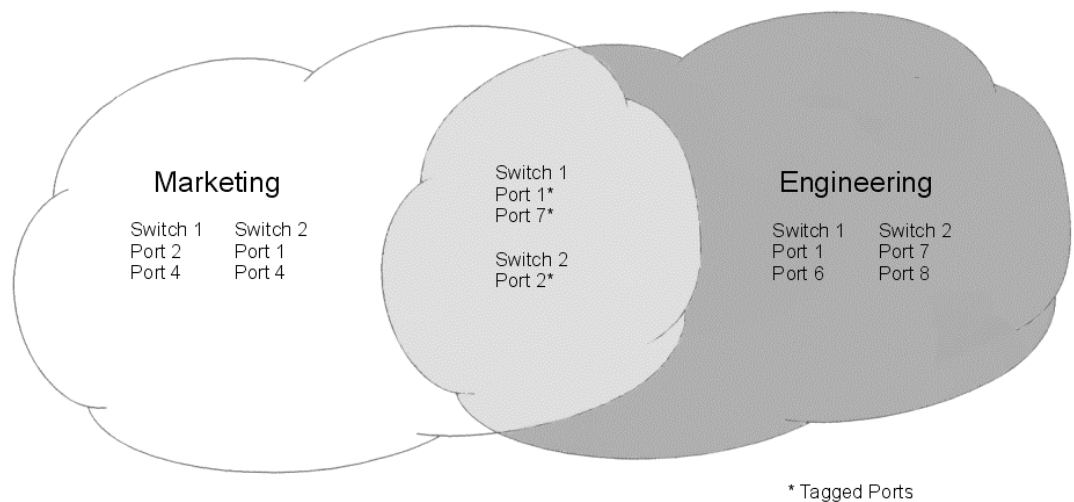 Marketing
Switch 1
Port 2
Port 4
Switch 2
Port 1
Port 4
Switch 1
Port 1*
Port 7*
Switch 2
Port 2*
Engineering
Switch 1
Port 1
Port 6
Switch 2
Port 7
Port 8
* Tagged Ports